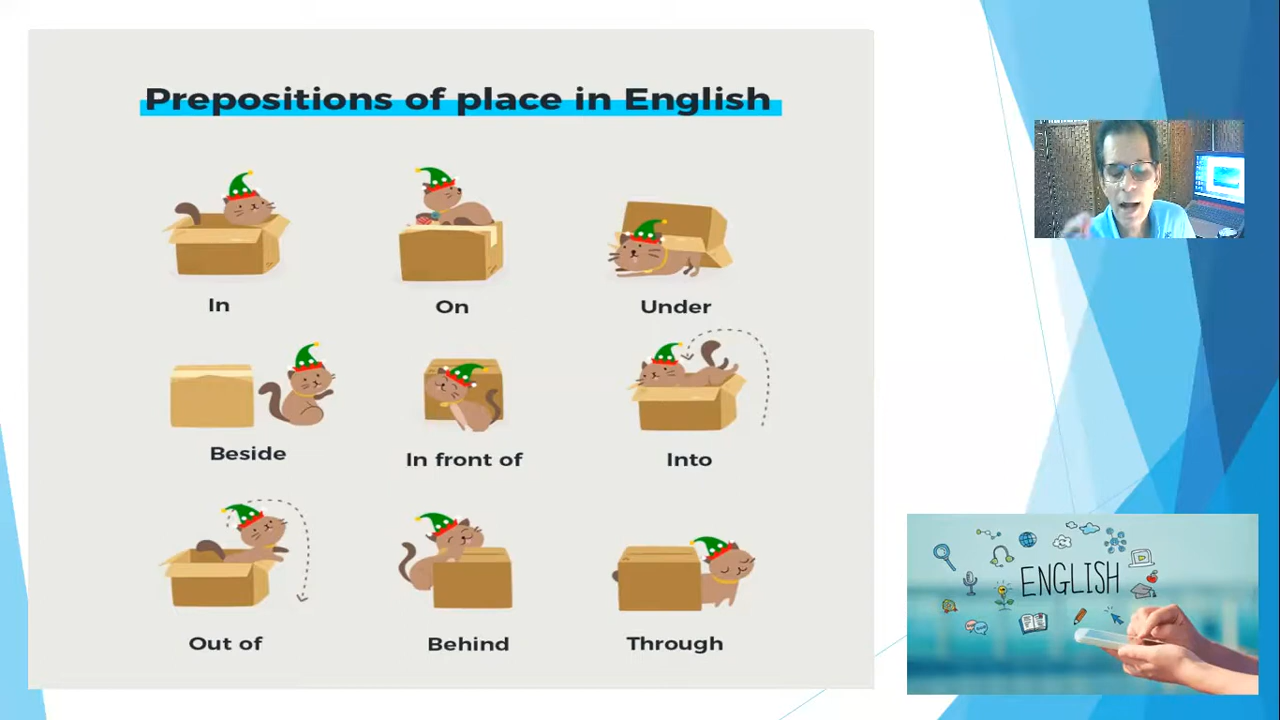 Prepositions of place in English
In
On
Under
Beside
In front of
Into
Out of
Behind
Through
ENGLISH